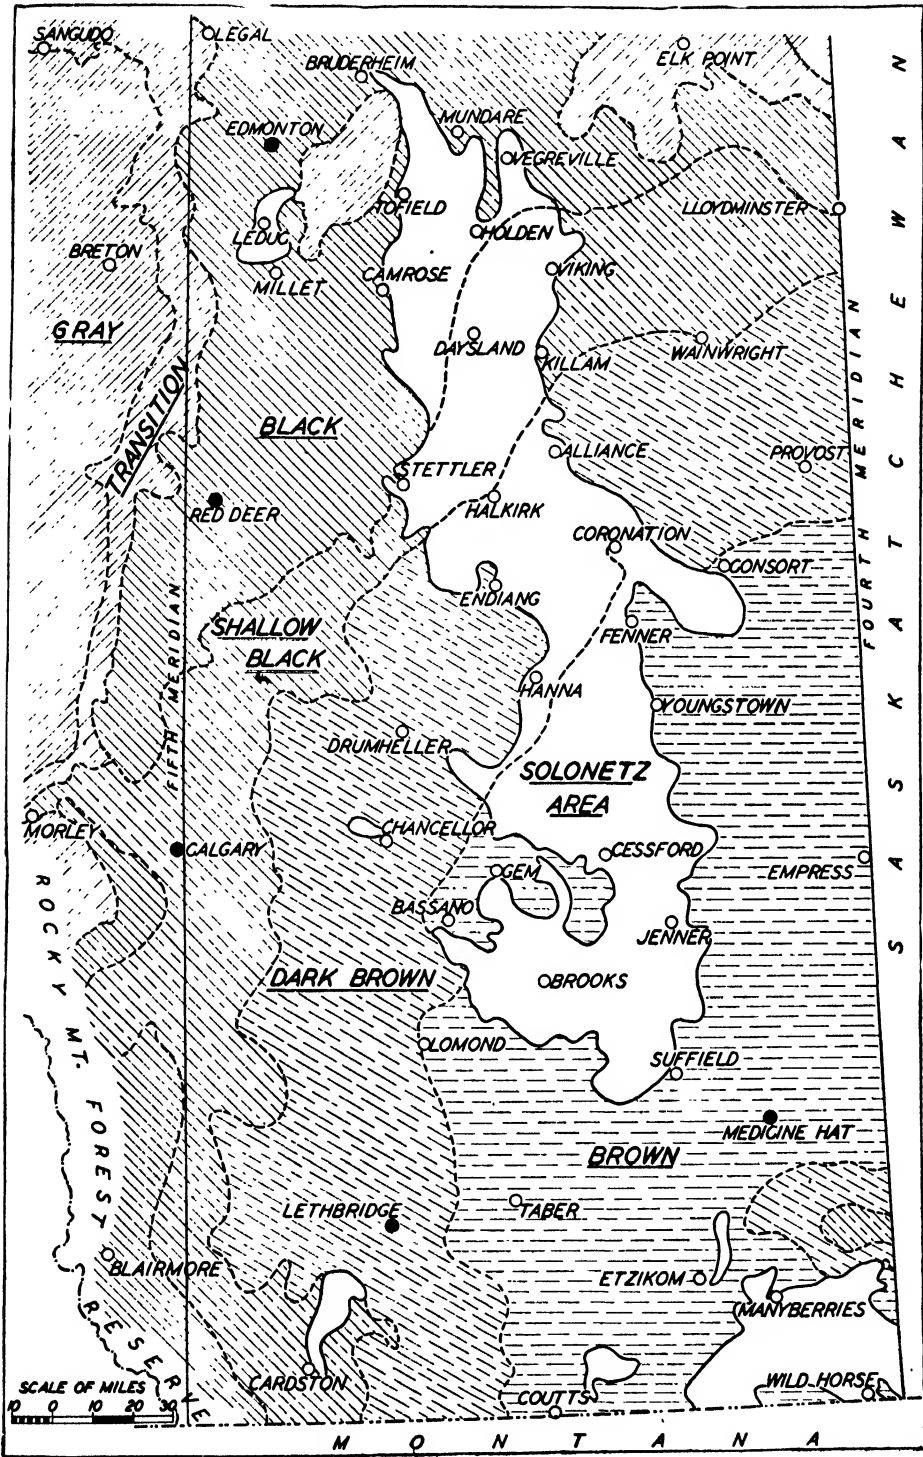 SANGUDO
LEGAL
BRUDERHEIM
ELK POINT
MUNDARE
EDMONTON
VEGREVILLE
TOFIELD
LLOYDMINSTER
LEDUC
HOLDEN
BRETON
MILLET
CAMROSE
VIKING
GRAY
DAYSLAND
KILLAM
WAINWRIGHT
TRANSITION
BLACK
STETTLER
ALLIANCE
PROVOST
RED DEER
HALKIRK
CORONATION
CONSORT
ENDIANG
SHALLOW
BLACK
FENNER
FIFTH MERIDIAN
FOURTH MERIDIAN
SASKATCHEWAN
HANNA
YOUNGSTOWN
DRUMHELLER
SOLONETZ
AREA
MORLEY
CALGARY
CHANCELLOR
CESSFORD
EMPRESS
GEM
BASSANO
JENNER
DARK BROWN
BROOKS
ROCKY MT. FOREST RESERVE
LOMOND
SUFFIELD
MEDICINE HAT
BROWN
LETHBRIDGE
TABER
BLAIRMORE
ETZIKOM
MANYBERRIES
CARDSTON
WILD HORSE
COUTTS
SCALE OF MILES
10 0 10 20 30
MONTANA